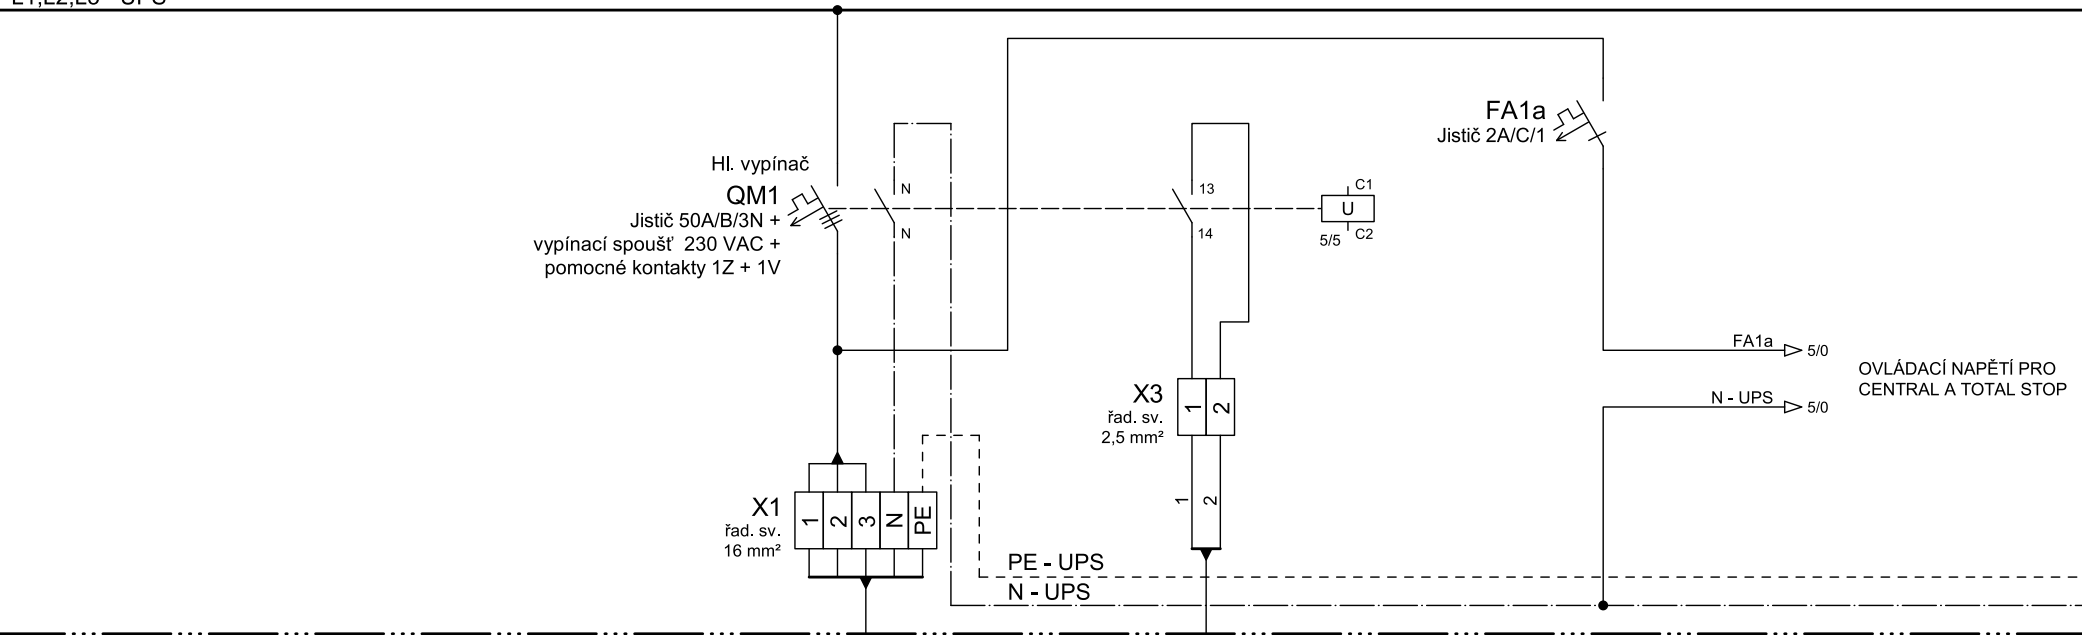 L1,L2,L3 - UPS
Hl. vypínač
QM1
Jistič 50A/B/3N +
vypínací spoušť 230 VAC +
pomocné kontakty 1Z + 1V
N
N
13
14
C1
U
C2
5/5
FA1a
Jistič 2A/C/1
FA1a
5/0
N - UPS
5/0
OVLÁDACÍ NAPĚTÍ PRO
CENTRAL A TOTAL STOP
X3
řad. sv.
2,5 mm²
1
2
1
2
X1
řad. sv.
16 mm²
1
2
3
N
PE
PE - UPS
N - UPS